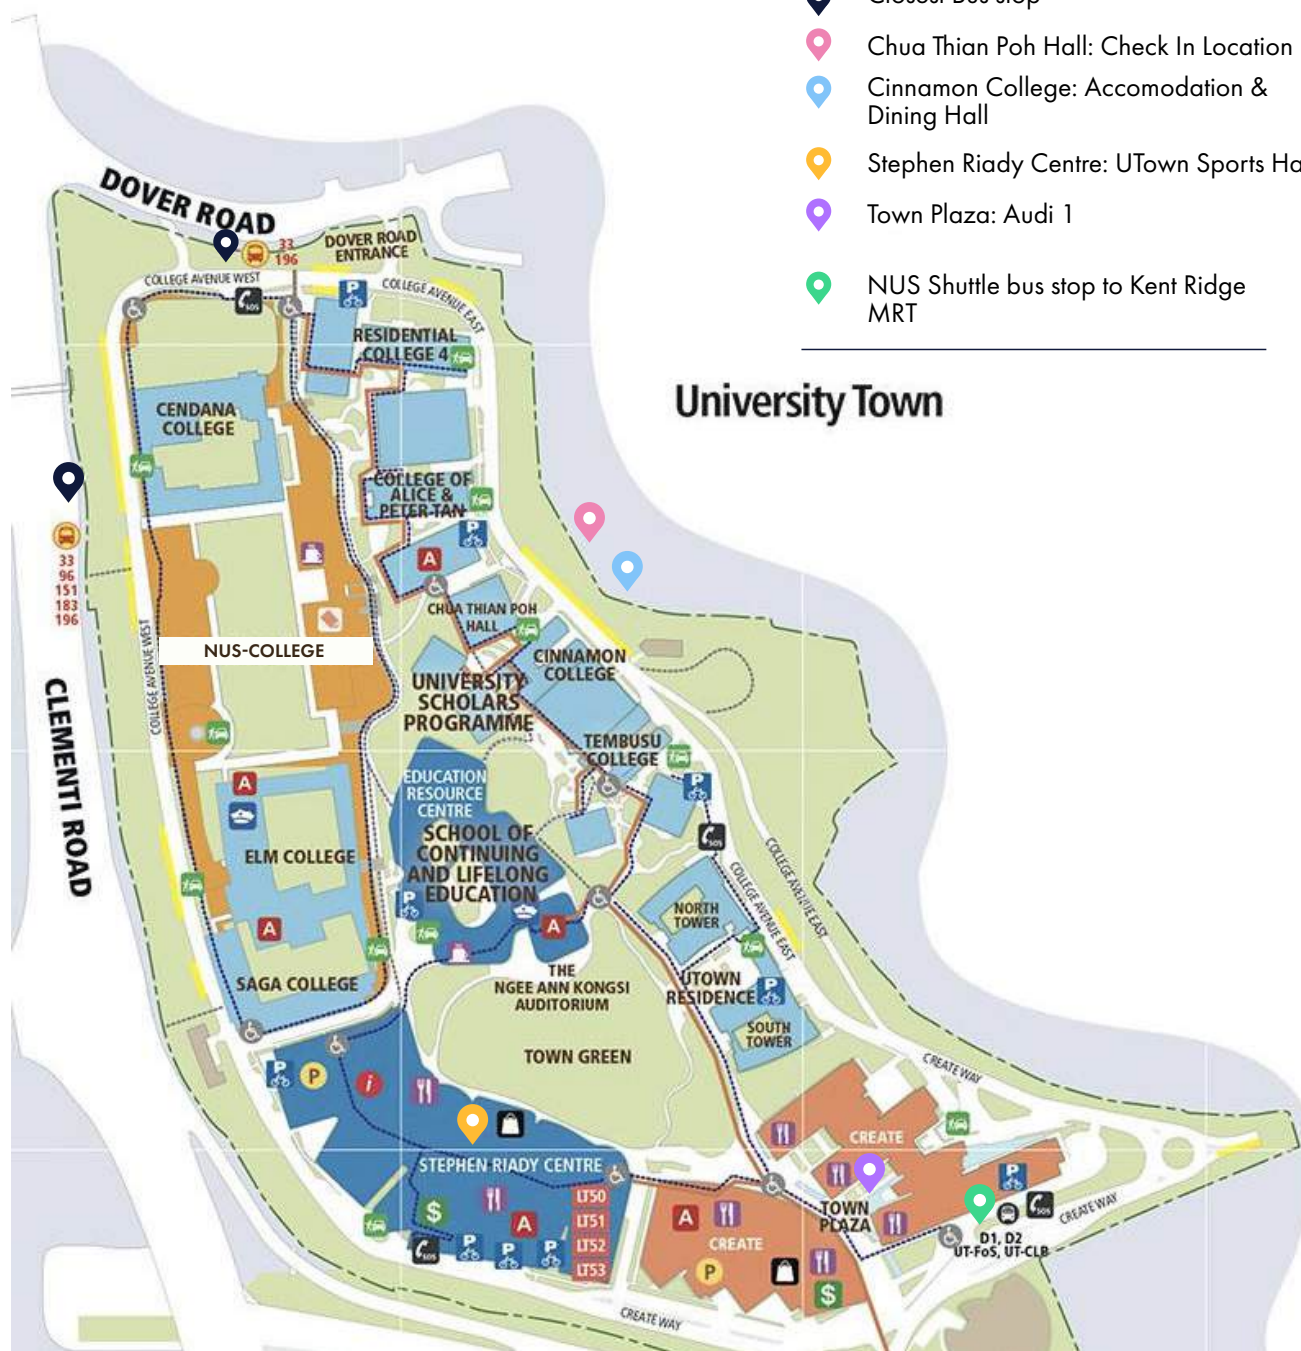 Closest Bus stop
Chua Thian Poh Hall: Check In Location
Cinnamon College: Accomodation &
Dining Hall
Stephen Riady Centre: UTown Sports Ha
Town Plaza: Audi 1
NUS Shuttle bus stop to Kent Ridge
MRT
University Town
DOVER ROAD
33
196
DOVER ROAD
ENTRANCE
COLLEGE AVENUE WEST
COLLEGE AVENUE EAST
SOS
P
RESIDENTIAL
COLLEGE 4
CENDANA
COLLEGE
COLLEGE OF
ALICE &
PETER TAN
P
A
33
96
151
183
196
CHUA THIAN POH
HALL
NUS-COLLEGE
CINNAMON
COLLEGE
UNIVERSITY
SCHOLARS
PROGRAMME
COLLEGE AVENUE WEST
CLEMENTI ROAD
TEMBUSU
COLLEGE
EDUCATION
RESOURCE
CENTRE
A
P
SOS
SCHOOL OF
CONTINUING
AND LIFELONG
EDUCATION
ELM COLLEGE
COLLEGE AVENUE EAST
COLLEGE AVENUE EAST
P
A
A
NORTH
TOWER
SAGA COLLEGE
THE
NGEE ANN KONGSI
AUDITORIUM
UTOWN
RESIDENCE
P
SOUTH
TOWER
TOWN GREEN
CREATE WAY
P
P
i
CREATE
STEPHEN RIADY CENTRE
P
LT50
LT51
LT52
LT53
$
A
SOS
P
P
P
A
CREATE
P
TOWN
PLAZA
$
SOS
D1, D2
UT-FoS, UT-CLB
CREATE WAY
CREATE WAY